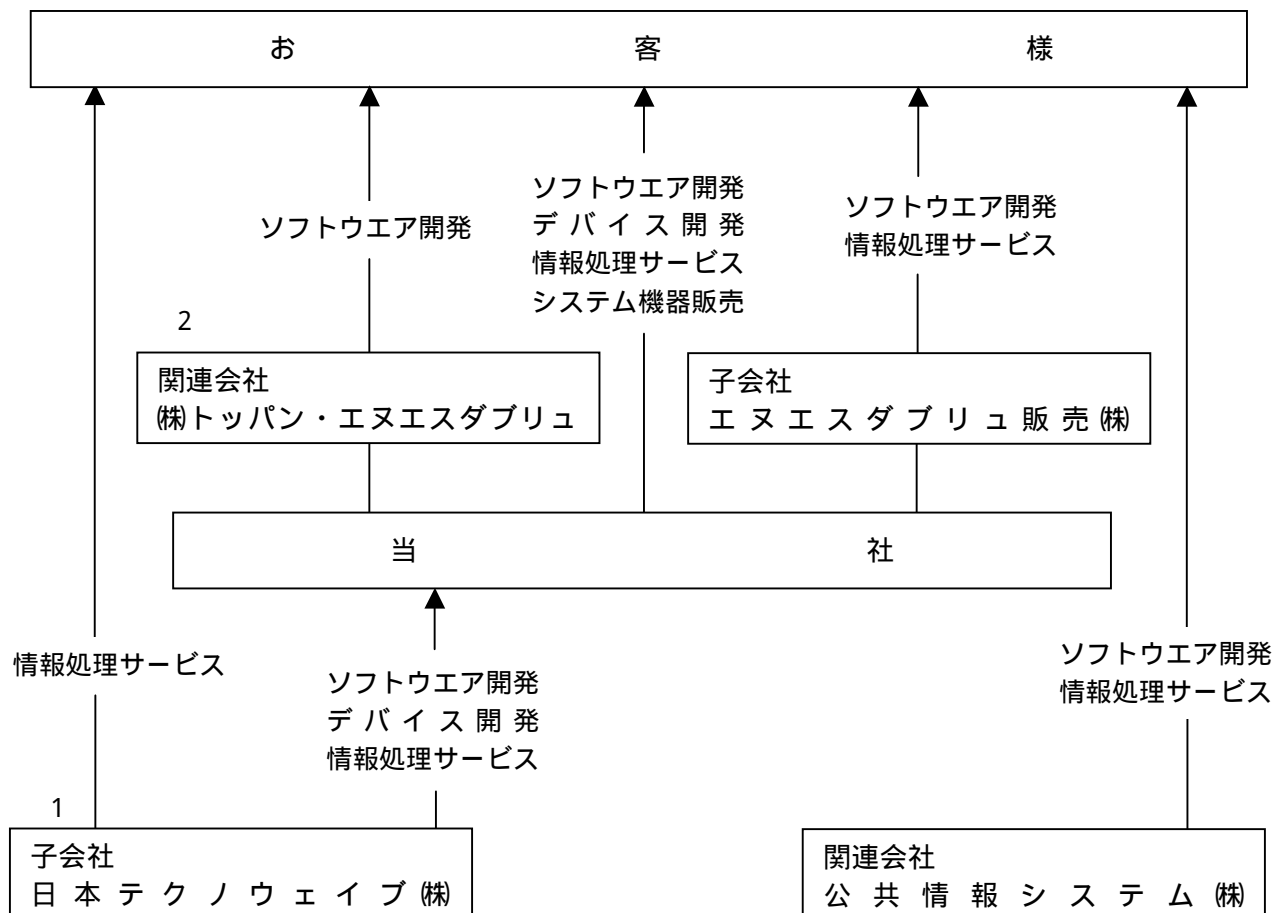 お客様
ソフトウエア開発
ソフトウエア開発
デバイス開発
情報処理サービス
システム機器販売
ソフトウエア開発
情報処理サービス
2
関連会社
㈱トッパン・エヌエスダブリュ
子会社
エヌエスダブリュ販売㈱
当社
情報処理サービス
ソフトウエア開発
デバイス開発
情報処理サービス
ソフトウエア開発
情報処理サービス
1
子会社
日本テクノウェイブ㈱
関連会社
公共情報システム㈱